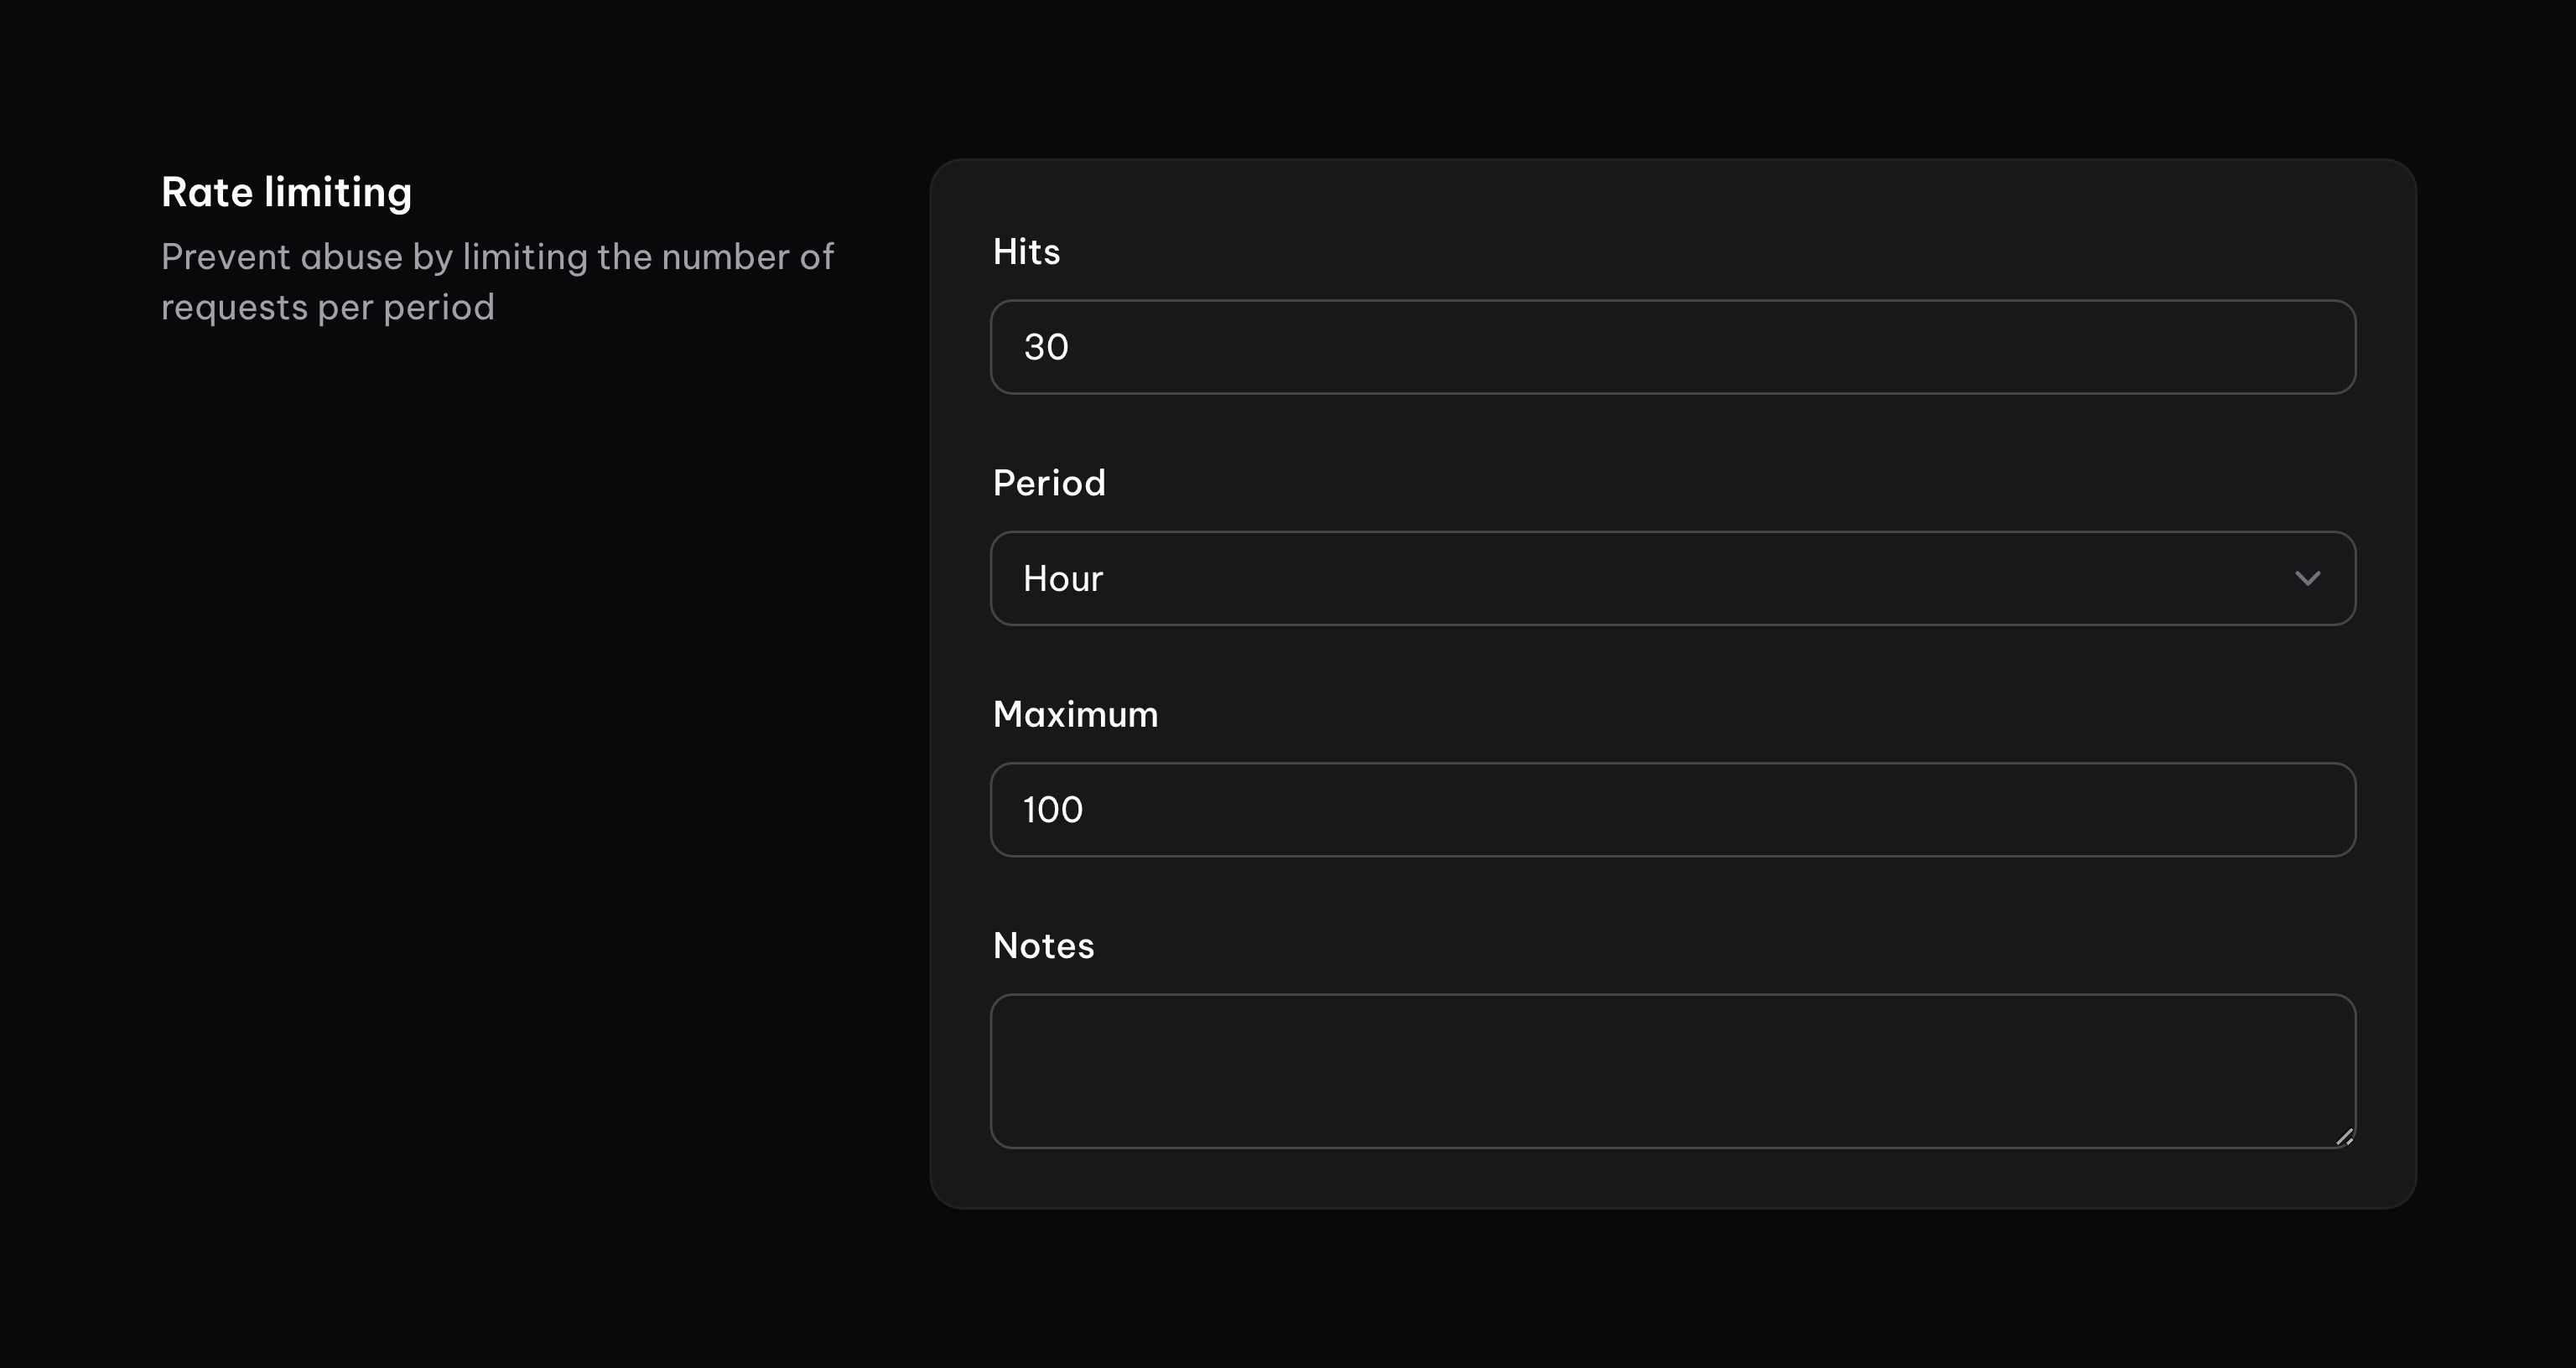 Rate limiting
Prevent abuse by limiting the number of
requests per period
Hits
30
Period
Hour
Maximum
100
Notes